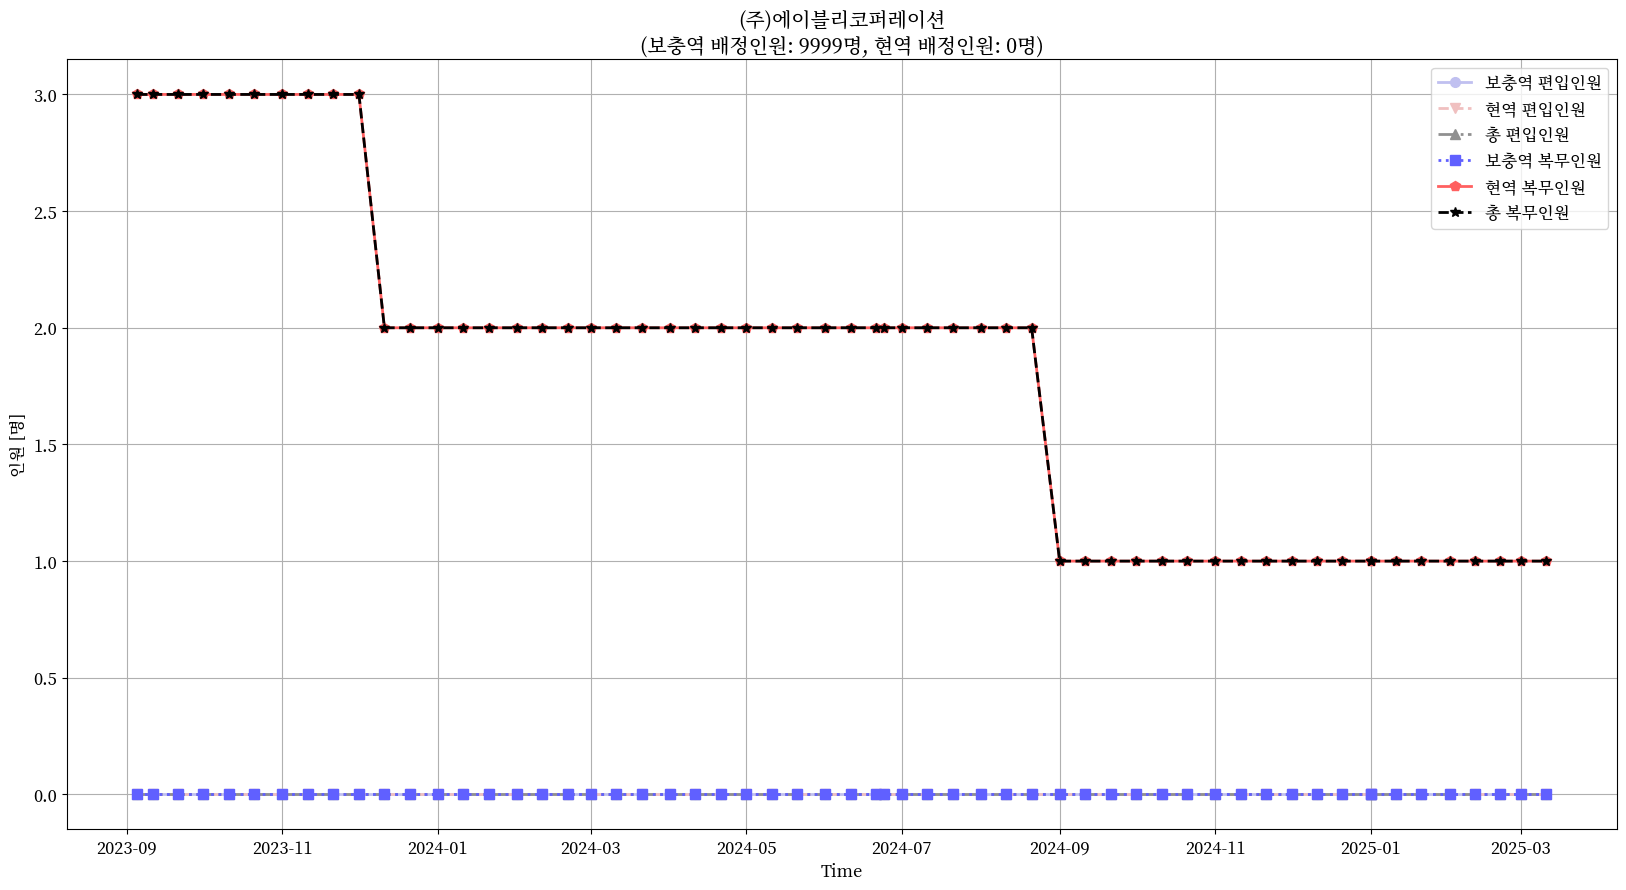 (주)에이블리코퍼레이션
(보충역 배정인원: 9999명, 현역 배정인원: 0명)
보충역 편입인원
현역 편입인원
총 편입인원
보충역 복무인원
현역 복무인원
총 복무인원
인원 [명]
3.0
2.5
2.0
1.5
1.0
0.5
0.0
2023-09 2023-11 2024-01 2024-03 2024-05 2024-07 2024-09 2024-11 2025-01 2025-03
Time